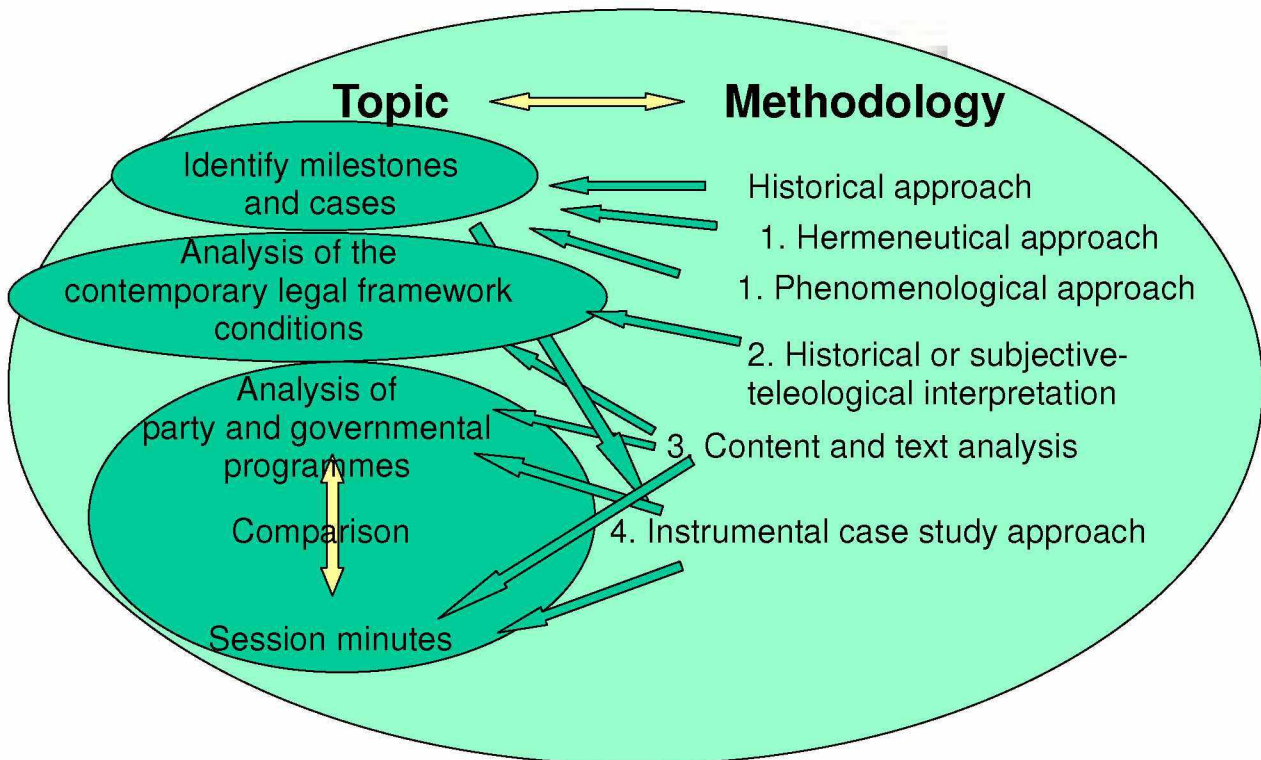 Topic
Methodology
Identify milestones
and cases
Analysis of the
contemporary legal framework
conditions
Analysis of
party and governmental
programmes
Comparison
Session minutes
Historical approach
1. Hermeneutical approach
1. Phenomenological approach
2. Historical or subjective-
teleological interpretation
3. Content and text analysis
4. Instrumental case study approach